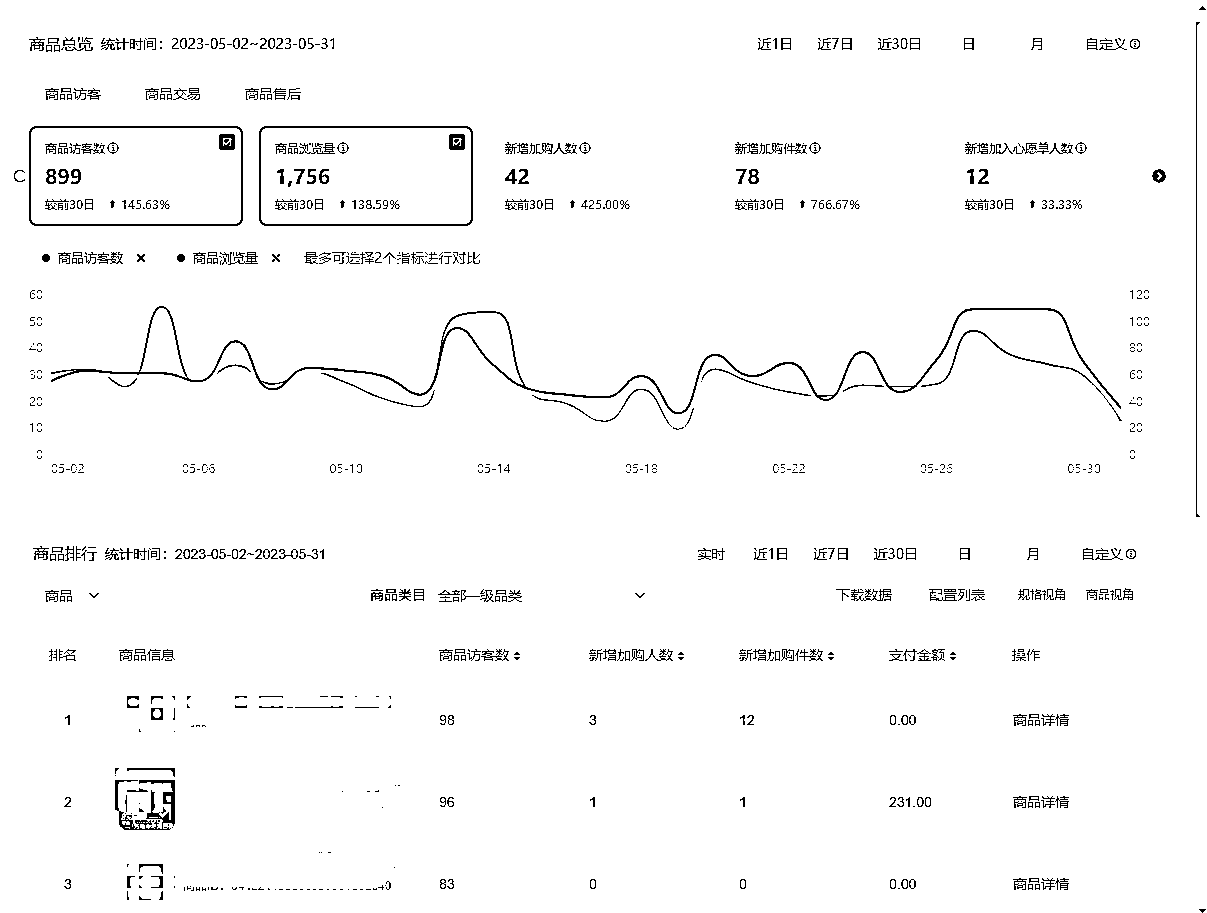 商品总览 统计时间：2023-05-02~2023-05-31 近1日 近7日 近30日 日 月 自定义
商品访客 商品交易 商品售后
商品访客数 商品浏览量 新增加购人数 新增加购件数 新增加入心愿单人数
899 1,756 42 78 12
较前30日 145.63% 较前30日 138.59% 较前30日 425.00% 较前30日 766.67% 较前30日 33.33%
商品访客数 × 商品浏览量 × 最多可选择2个指标进行对比
60 120
50 100
40 80
30 60
20 40
10 20
0 0
05-02 05-06 05-10 05-14 05-18 05-22 05-26 05-30
商品排行 统计时间：2023-05-02~2023-05-31 实时 近1日 近7日 近30日 日 月 自定义
商品 商品类目 全部一级品类 下载数据 配置列表 规格视角 商品视角
排名 商品信息 商品访客数 新增加购人数 新增加购件数 支付金额 操作
1 98 3 12 0.00 商品详情
2 96 1 1 231.00 商品详情
3 83 0 0 0.00 商品详情